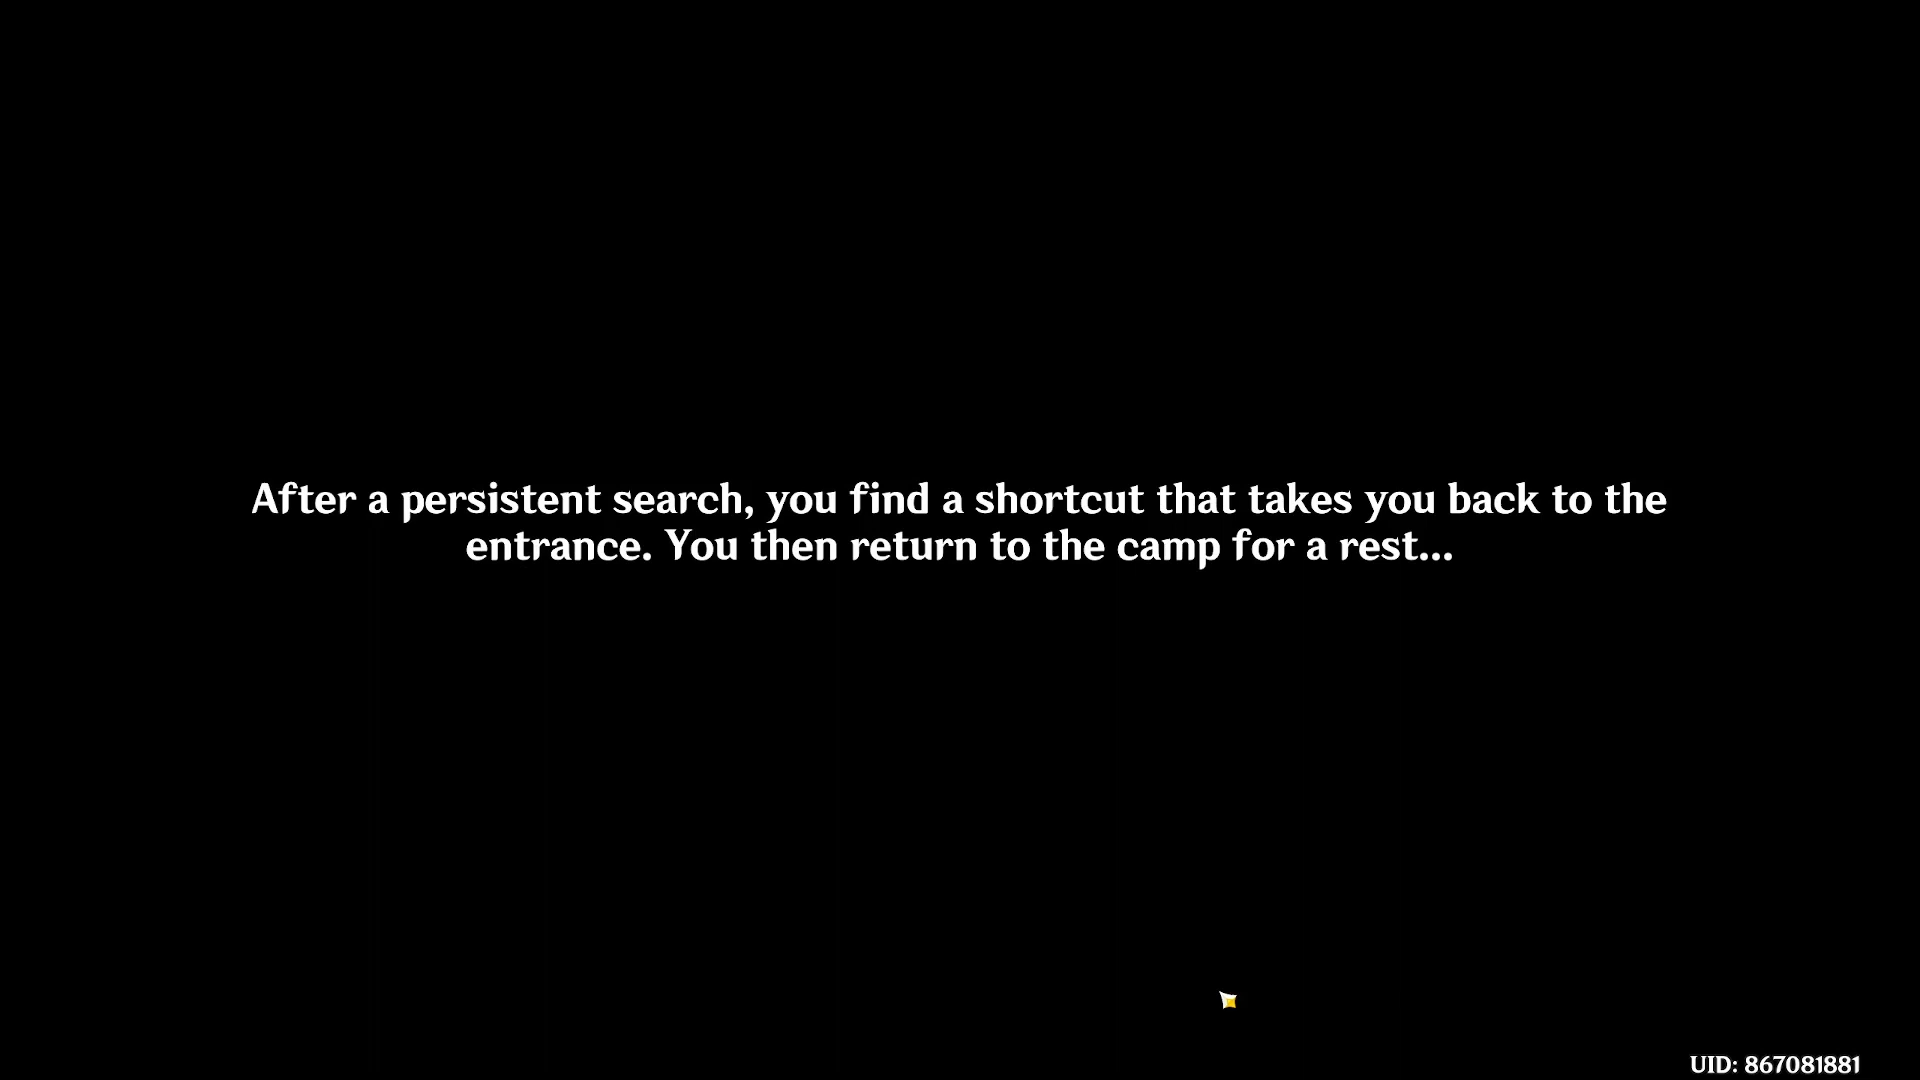 After a persistent search, you find a shortcut that takes you back to the
entrance. You then return to the camp for a rest...
UID: 867081881